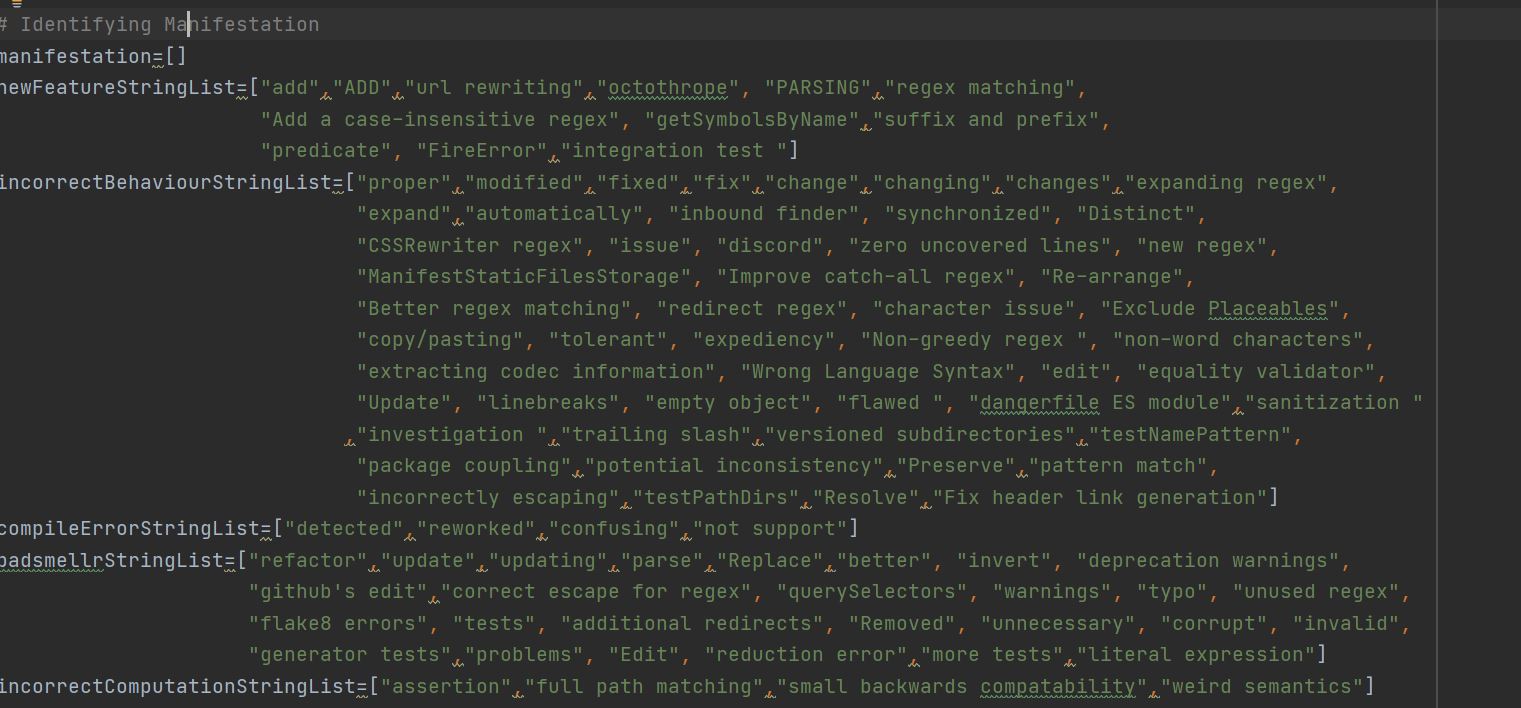 # Identifying Manifestation
manifestation=[]
newFeatureStringList=["add","ADD","url rewriting","octothrope", "PARSING","regex matching",
"Add a case-insensitive regex", "getSymbolsByName","suffix and prefix",
"predicate", "FireError","integration test "]
incorrectBehaviourStringList=["proper","modified","fixed","fix","change","changing","changes","expanding regex",
"expand","automatically", "inbound finder", "synchronized", "Distinct",
"CSSRewriter regex", "issue", "discord", "zero uncovered lines", "new regex",
"ManifestStaticFilesStorage", "Improve catch-all regex", "Re-arrange",
"Better regex matching", "redirect regex", "character issue", "Exclude Placeables",
"copy/pasting", "tolerant", "expediency", "Non-greedy regex ", "non-word characters",
"extracting codec information", "Wrong Language Syntax", "edit", "equality validator",
"Update", "linebreaks", "empty object", "flawed ", "dangerfile ES module","sanitization "
,"investigation ","trailing slash","versioned subdirectories","testNamePattern",
"package coupling","potential inconsistency","Preserve","pattern match",
"incorrectly escaping","testPathDirs","Resolve","Fix header link generation"]
compileErrorStringList=["detected","reworked","confusing","not support"]
badsmellrStringList=["refactor","update","updating","parse","Replace","better", "invert", "deprecation warnings",
"github's edit","correct escape for regex", "querySelectors", "warnings", "typo", "unused regex",
"flake8 errors", "tests", "additional redirects", "Removed", "unnecessary", "corrupt", "invalid",
"generator tests","problems", "Edit", "reduction error","more tests","literal expression"]
incorrectComputationStringList=["assertion","full path matching","small backwards compatability","weird semantics"]